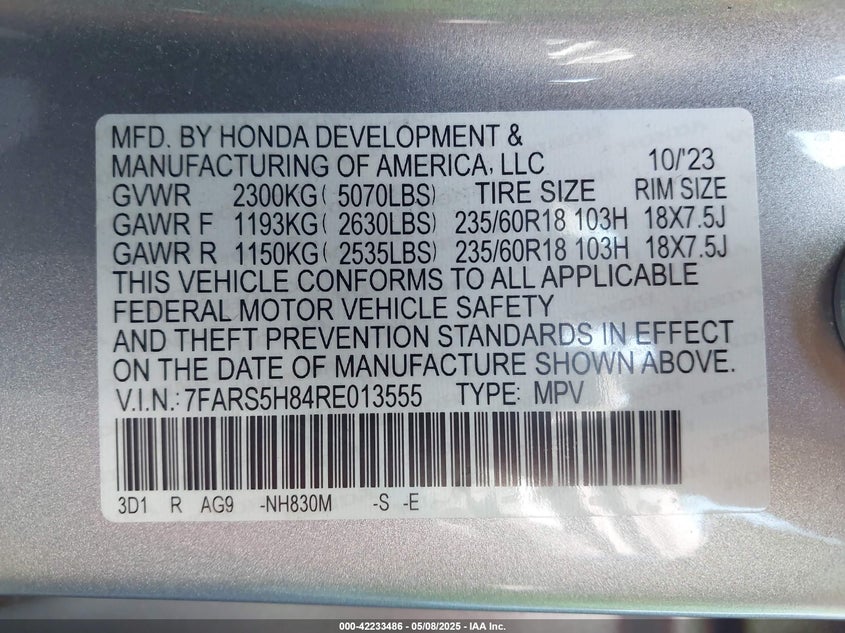 MFD. BY HONDA DEVELOPMENT &
MANUFACTURING OF AMERICA, LLC 10/'23
GVWR 2300KG( 5070LBS) TIRE SIZE RIM SIZE
GAWR F 1193KG( 2630LBS) 235/60R18 103H 18X7.5J
GAWR R 1150KG( 2535LBS) 235/60R18 103H 18X7.5J
THIS VEHICLE CONFORMS TO ALL APPLICABLE
FEDERAL MOTOR VEHICLE SAFETY
AND THEFT PREVENTION STANDARDS IN EFFECT
ON THE DATE OF MANUFACTURE SHOWN ABOVE.
V.I.N.: 7FARS5H84RE013555 TYPE: MPV
3D1 R AG9 -NH830M -S -E
000-42233486 - 05/08/2025 - IAA Inc.